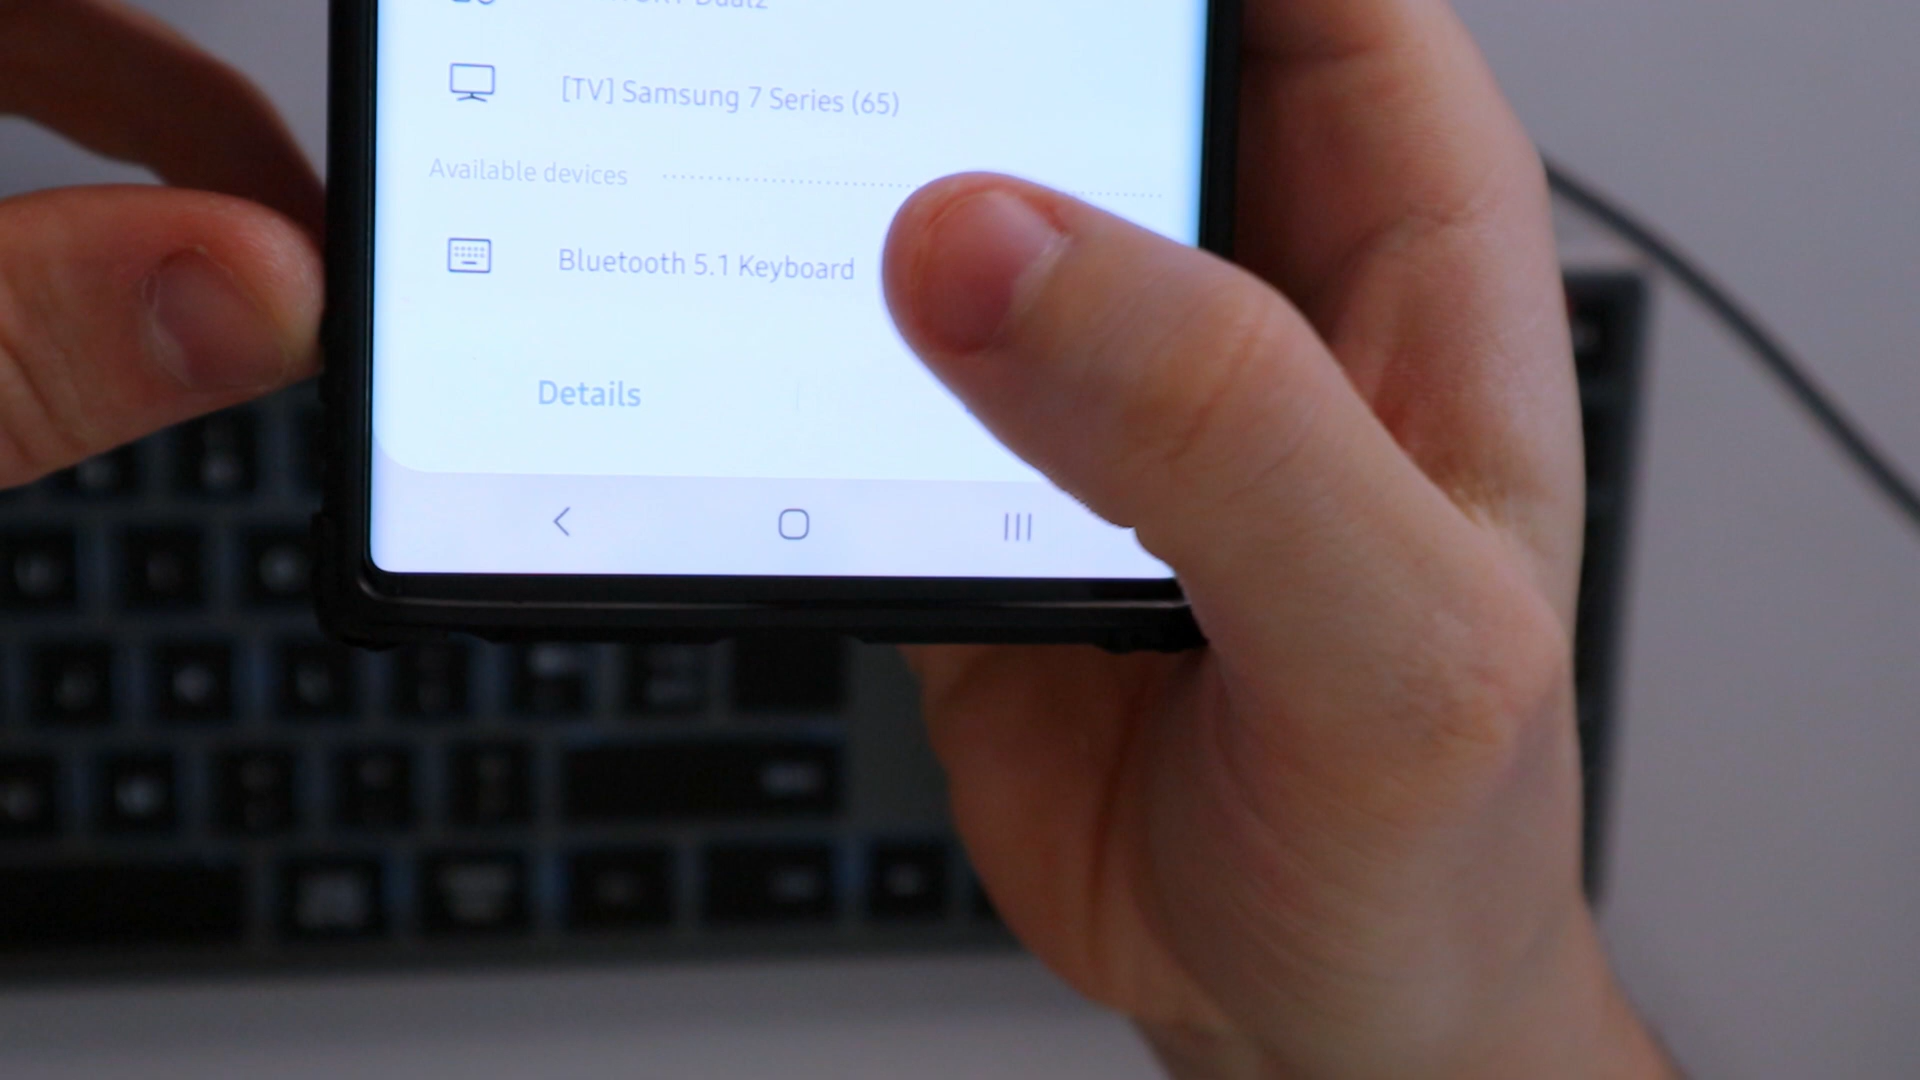 [TV] Samsung 7 Series (65)
Available devices
Bluetooth 5.1 Keyboard
Details